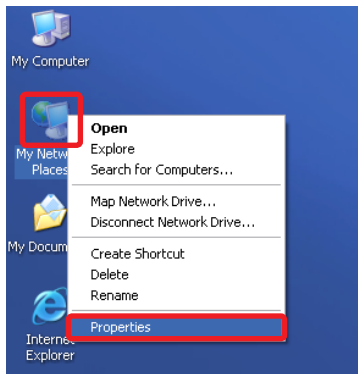 My Computer
My Netw
Places
My Docum
Internet
Explorer
Open
Explore
Search for Computers...
Map Network Drive...
Disconnect Network Drive...
Create Shortcut
Delete
Rename
Properties